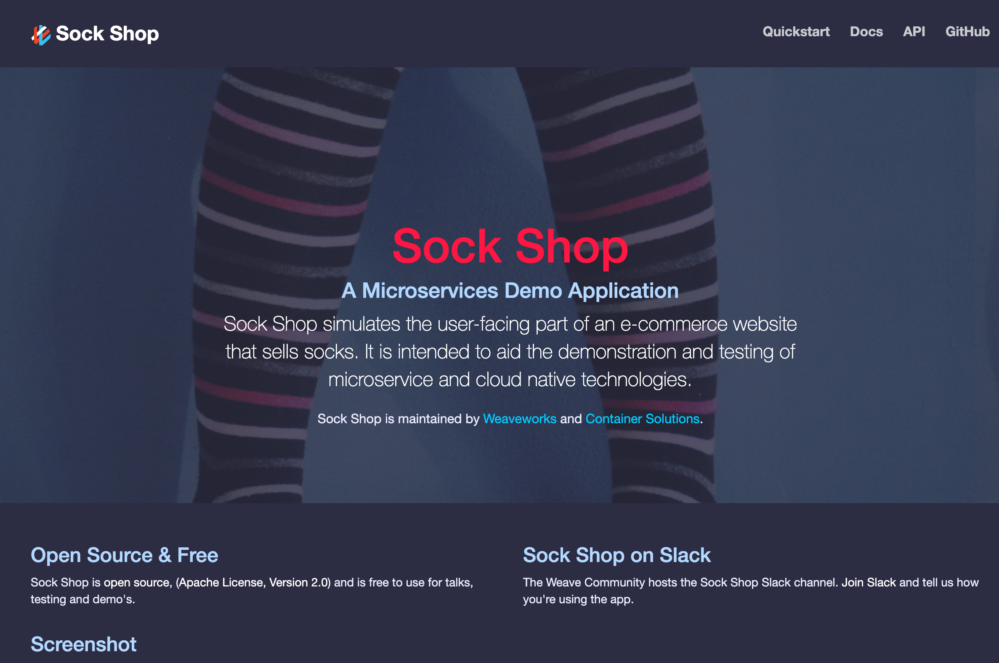 Sock Shop
Quickstart Docs API GitHub
Sock Shop
A Microservices Demo Application
Sock Shop simulates the user-facing part of an e-commerce website
that sells socks. It is intended to aid the demonstration and testing of
microservice and cloud native technologies.
Sock Shop is maintained by Weaveworks and Container Solutions.
Open Source & Free
Sock Shop is open source, (Apache License, Version 2.0) and is free to use for talks,
testing and demo's.
Sock Shop on Slack
The Weave Community hosts the Sock Shop Slack channel. Join Slack and tell us how
you're using the app.
Screenshot